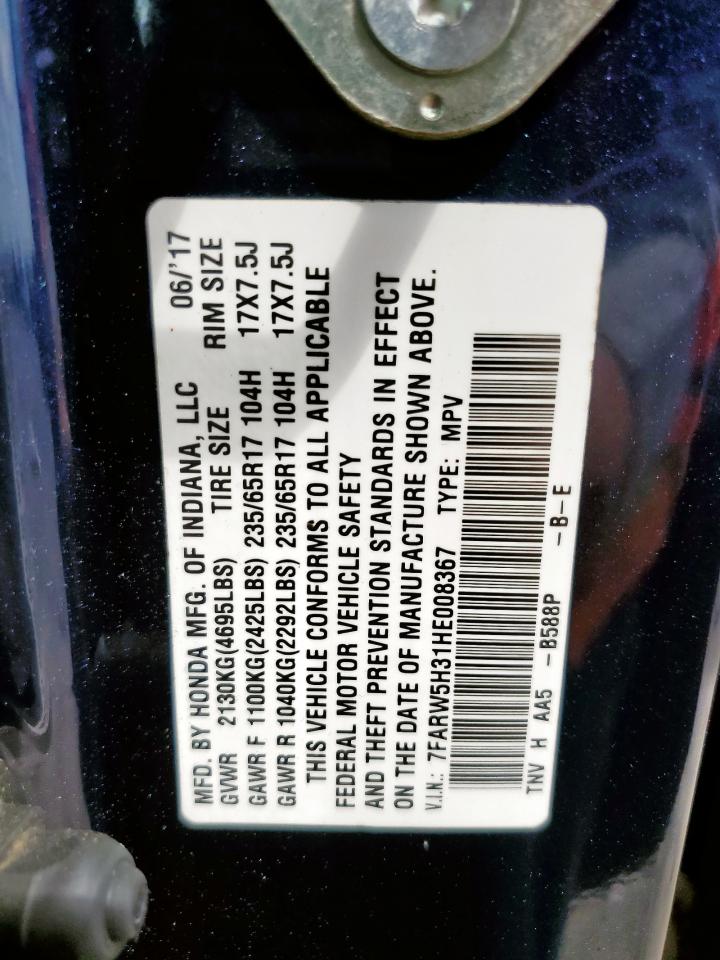 MFD. BY HONDA MFG. OF INDIANA, LLC 06/'17
GVWR 2130KG(4695LBS) TIRE SIZE RIM SIZE
GAWR F 1100KG(2425LBS) 235/65R17 104H 17X7.5J
GAWR R 1040KG(2292LBS) 235/65R17 104H 17X7.5J
THIS VEHICLE CONFORMS TO ALL APPLICABLE
FEDERAL MOTOR VEHICLE SAFETY
AND THEFT PREVENTION STANDARDS IN EFFECT
ON THE DATE OF MANUFACTURE SHOWN ABOVE.
V.I.N.: 7FARW5H31HE008367 TYPE: MPV
TNV H AA5 -B588P -B-E